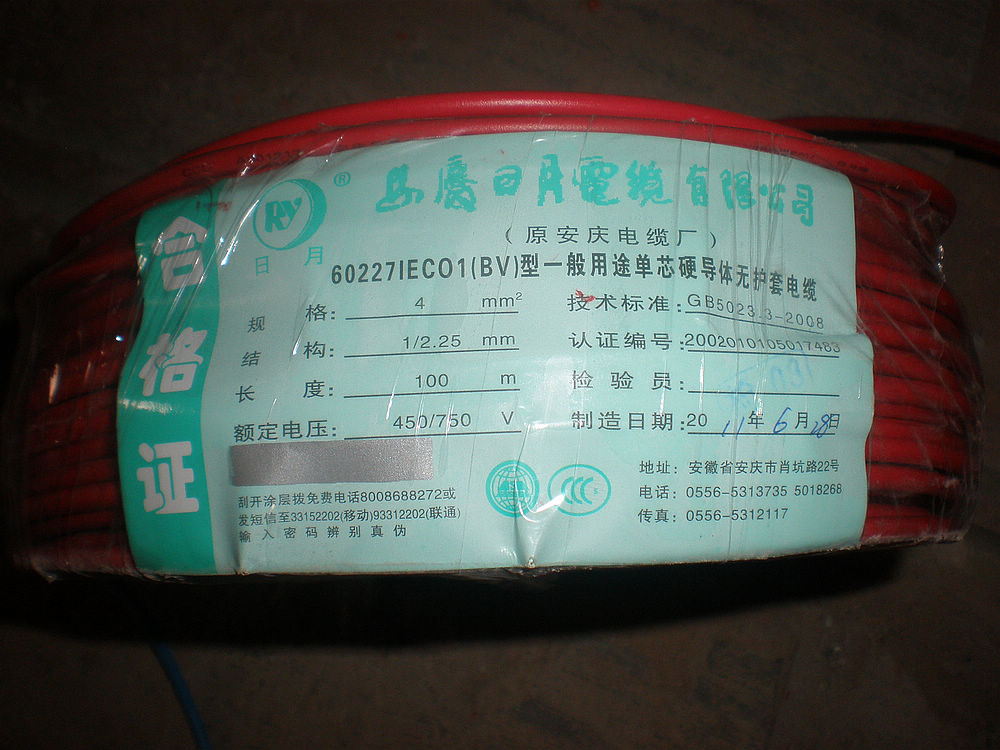 合格证
RY
®
日月
安慶日月電缆有限公司
(原安庆电缆厂)
60227IEC01(BV)型一般用途单芯硬导体无护套电缆
规格: 4 mm²
技术标准: GB5023.3-2008
结构: 1/2.25 mm
认证编号: 2002010105017483
长度: 100 m
检验员: 031
额定电压: 450/750 V
制造日期: 2011年6月28日
刮开涂层拨免费电话8008688272或
发短信至33152202(移动)93312202(联通)
输入密码辨别真伪
CCC S
地址: 安徽省安庆市肖坑路22号
电话: 0556-5313735 5018268
传真: 0556-5312117